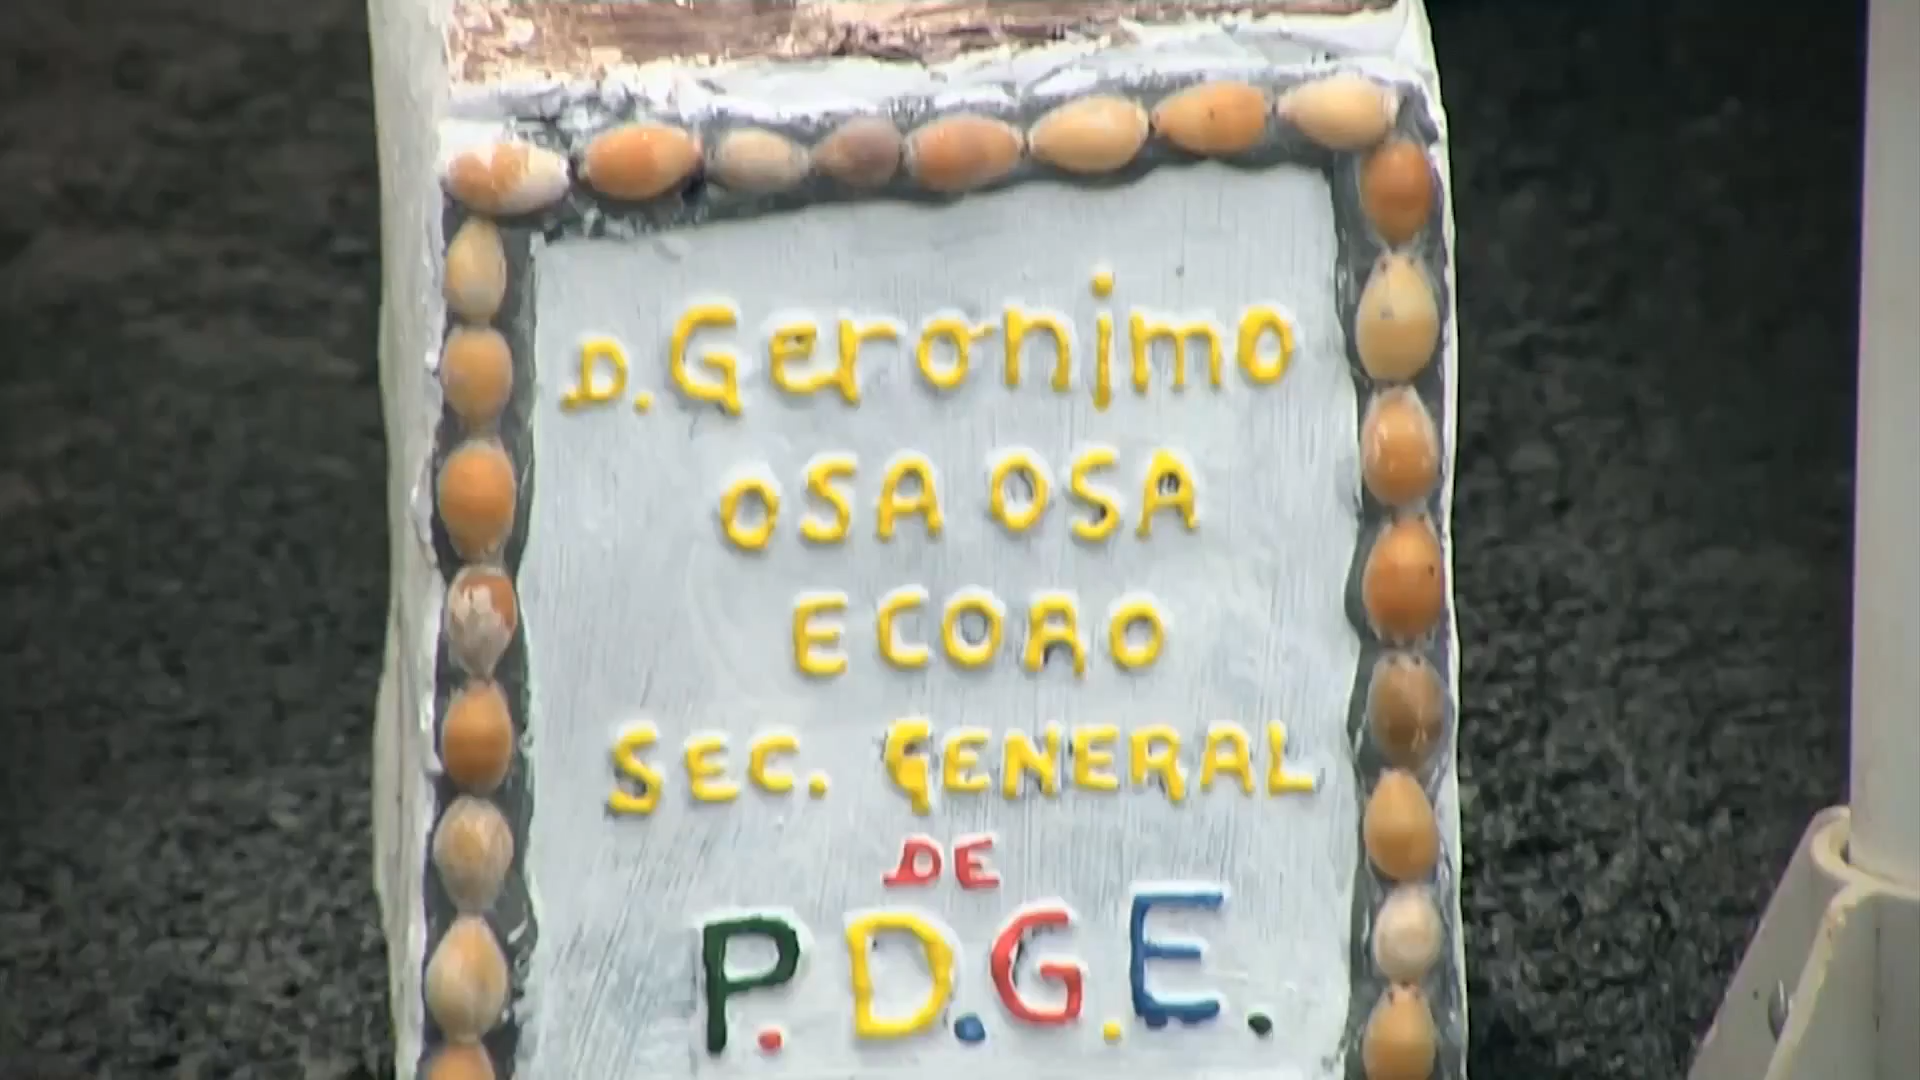 D. Geronimo
OSA OSA
ECORO
SEC. GENERAL
DE
P.D.G.E.